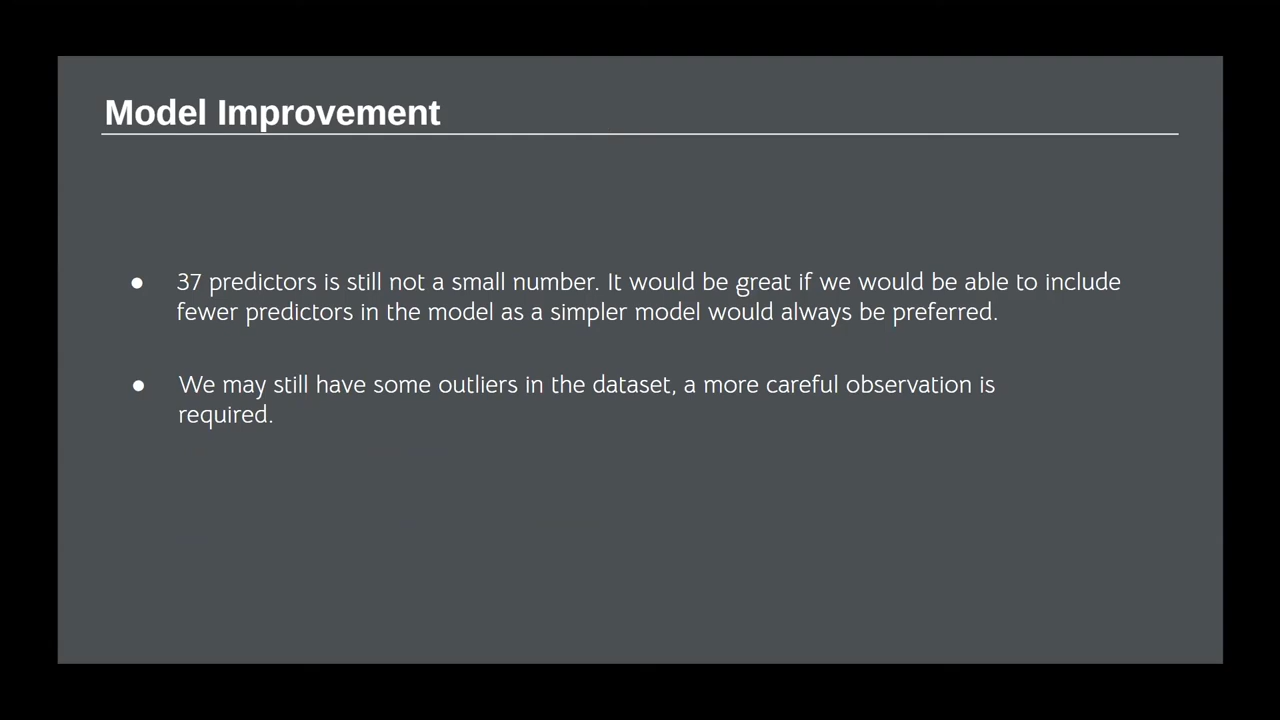 Model Improvement
● 37 predictors is still not a small number. It would be great if we would be able to include
fewer predictors in the model as a simpler model would always be preferred.
● We may still have some outliers in the dataset, a more careful observation is
required.